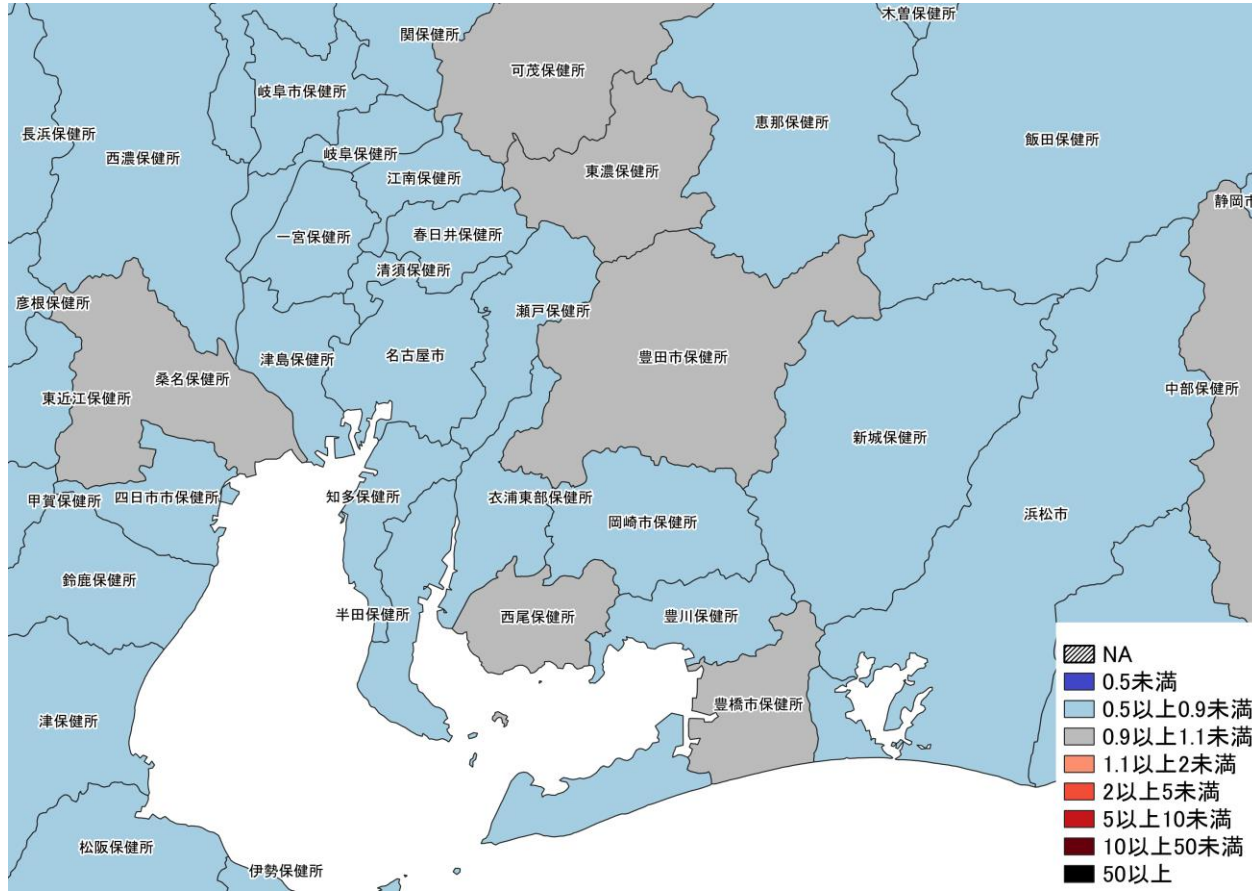 木曽保健所
関保健所
可茂保健所
岐阜市保健所
恵那保健所
長浜保健所
飯田保健所
西濃保健所
岐阜保健所
東濃保健所
江南保健所
静岡市
一宮保健所
春日井保健所
清須保健所
彦根保健所
瀬戸保健所
津島保健所
名古屋市
豊田市保健所
桑名保健所
中部保健所
東近江保健所
新城保健所
甲賀保健所
四日市市保健所
知多保健所
衣浦東部保健所
浜松市
岡崎市保健所
鈴鹿保健所
半田保健所
西尾保健所
豊川保健所
豊橋市保健所
津保健所
松阪保健所
伊勢保健所
NA
0.5未満
0.5以上0.9未満
0.9以上1.1未満
1.1以上2未満
2以上5未満
5以上10未満
10以上50未満
50以上